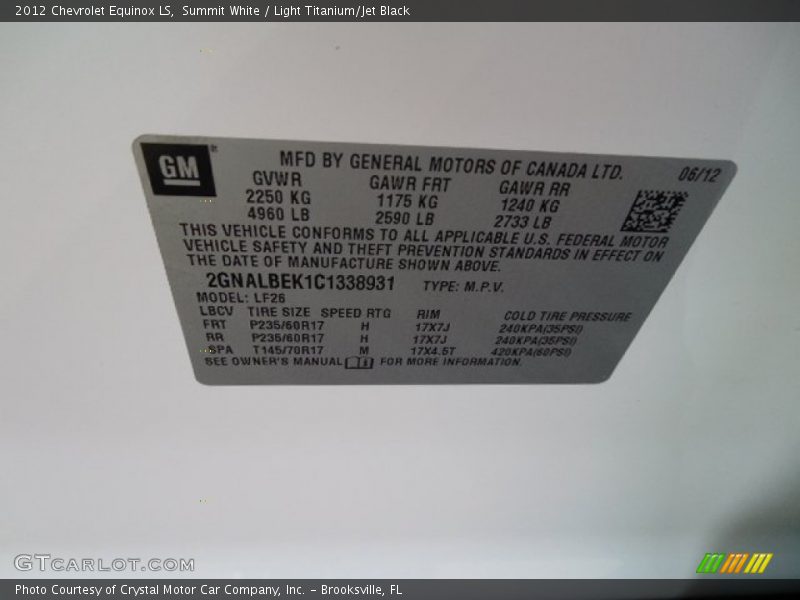 2012 Chevrolet Equinox LS, Summit White / Light Titanium/Jet Black
GM
MFD BY GENERAL MOTORS OF CANADA LTD. 06/12
GVWR GAWR FRT GAWR RR
2250 KG 1175 KG 1240 KG
4960 LB 2590 LB 2733 LB
THIS VEHICLE CONFORMS TO ALL APPLICABLE U.S. FEDERAL MOTOR
VEHICLE SAFETY AND THEFT PREVENTION STANDARDS IN EFFECT ON
THE DATE OF MANUFACTURE SHOWN ABOVE.
2GNALBEK1C1338931 TYPE: M.P.V.
MODEL: LF26
LBCV TIRE SIZE SPEED RTG RIM COLD TIRE PRESSURE
FRT P235/60R17 H 17X7J 240KPA(35PSI)
RR P235/60R17 H 17X7J 240KPA(35PSI)
SPA T145/70R17 M 17X4.5T 420KPA(60PSI)
SEE OWNER'S MANUAL FOR MORE INFORMATION.
GTCARLOT.COM
Photo Courtesy of Crystal Motor Car Company, Inc. – Brooksville, FL